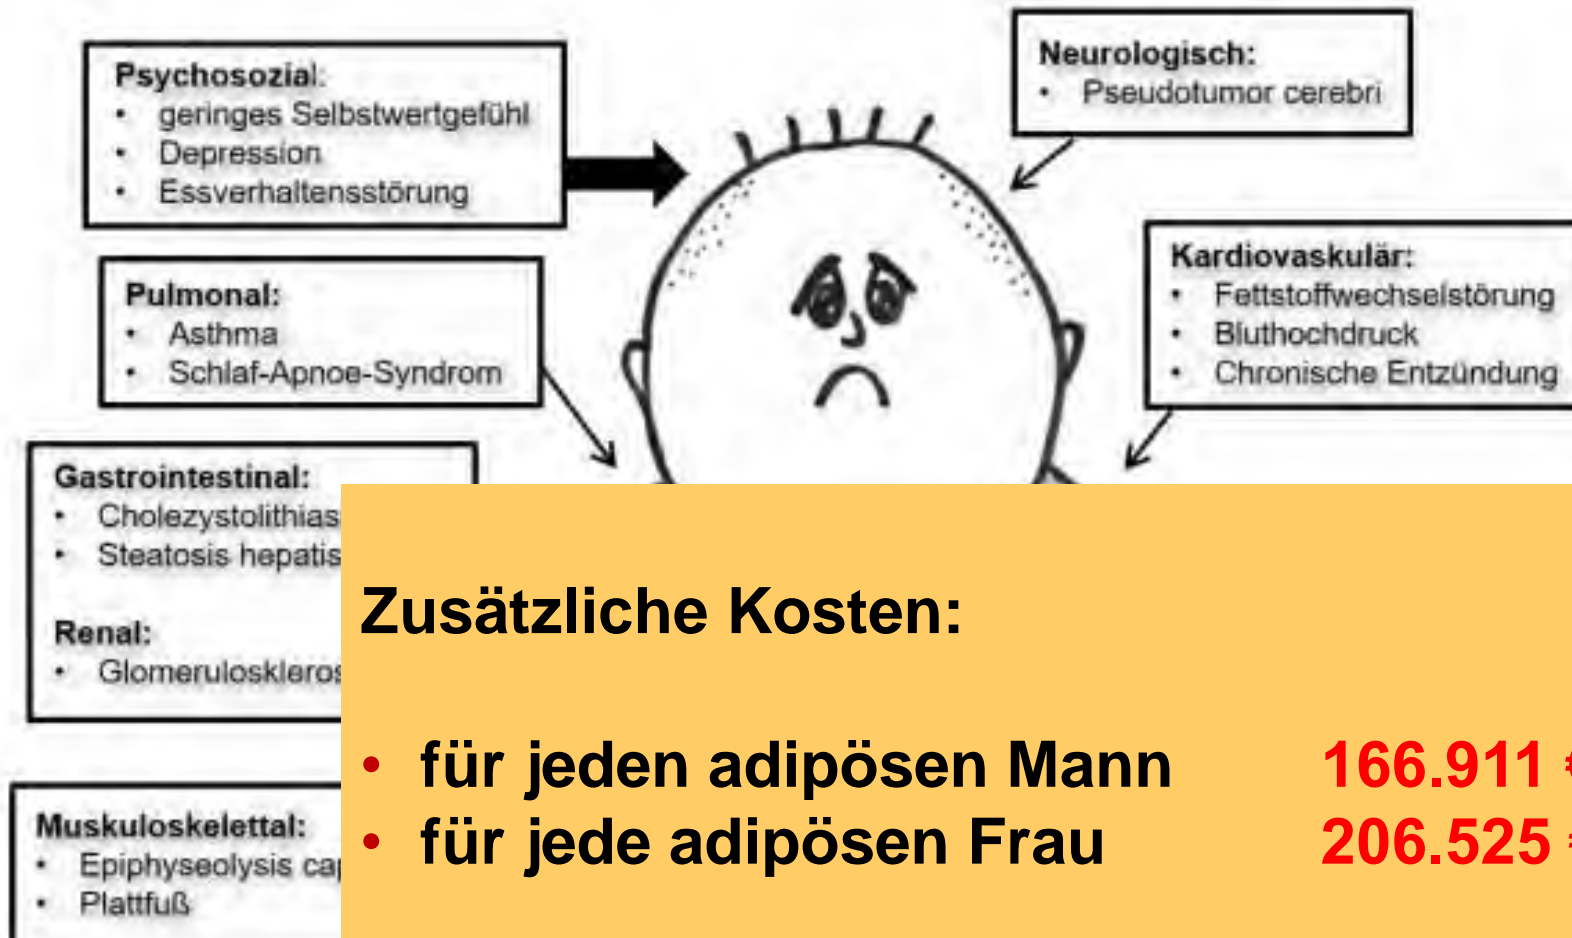 Psychosozial:
• geringes Selbstwertgefühl
• Depression
• Essverhaltensstörung
Neurologisch:
• Pseudotumor cerebri
Pulmonal:
• Asthma
• Schlaf-Apnoe-Syndrom
Kardiovaskulär:
• Fettstoffwechselstörung
• Bluthochdruck
• Chronische Entzündung
Gastrointestinal:
• Cholezystolithias
• Steatosis hepatis
Renal:
• Glomeruloskleros
Muskuloskelettal:
• Epiphyseolysis cap
• Plattfuß
Zusätzliche Kosten:
• für jeden adipösen Mann 166.911 €
• für jede adipösen Frau 206.525 €